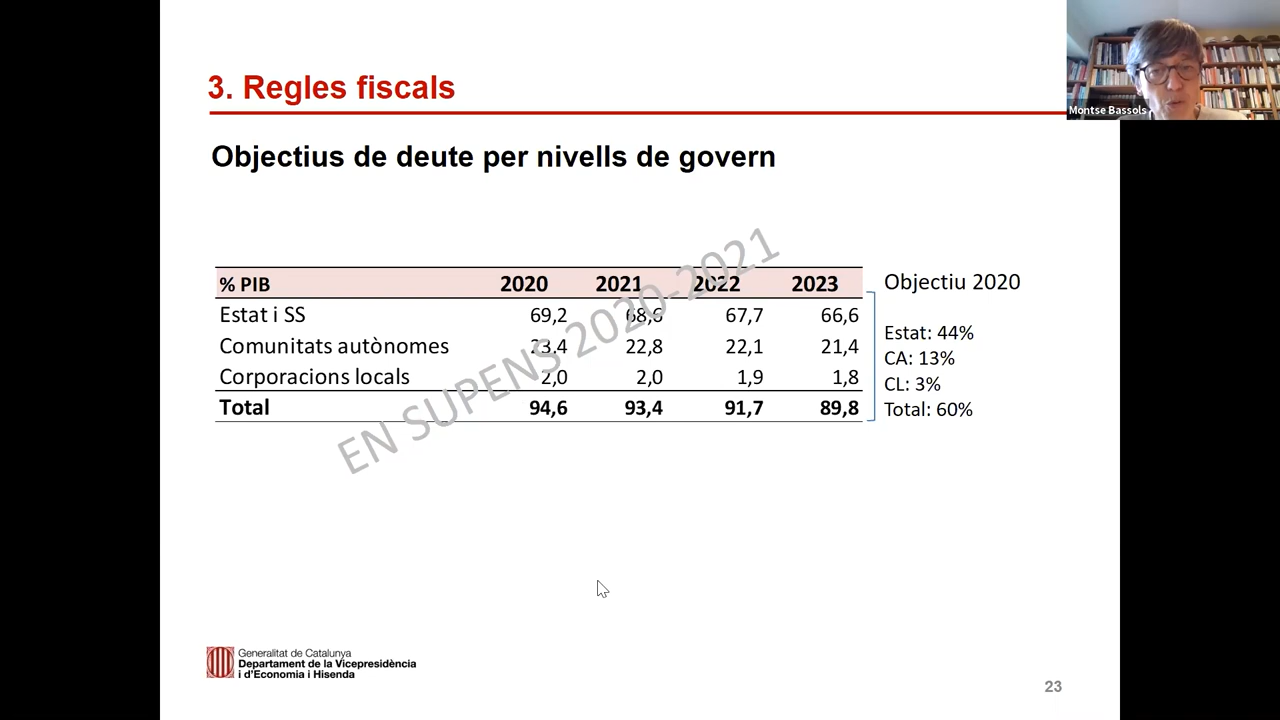 3. Regles fiscals
Montse Bassols
Objectius de deute per nivells de govern
% PIB 2020 2021 2022 2023
Estat i SS 69,2 68,6 67,7 66,6
Comunitats autònomes 23,4 22,8 22,1 21,4
Corporacions locals 2,0 2,0 1,9 1,8
Total 94,6 93,4 91,7 89,8
EN SUPENS 2020-2021
Objectiu 2020
Estat: 44%
CA: 13%
CL: 3%
Total: 60%
Generalitat de Catalunya
Departament de la Vicepresidència
i d'Economia i Hisenda
23